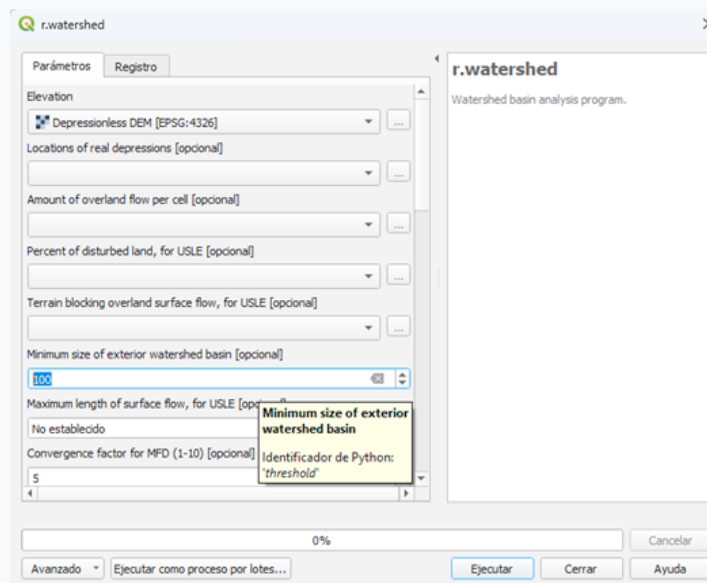 r.watershed
Parámetros
Registro
Elevation
Depressionless DEM [EPSG:4326]
...
Locations of real depressions [opcional]
...
Amount of overland flow per cell [opcional]
...
Percent of disturbed land, for USLE [opcional]
...
Terrain blocking overland surface flow, for USLE [opcional]
...
Minimum size of exterior watershed basin [opcional]
100
Maximum length of surface flow, for USLE [op
No establecido
Convergence factor for MFD (1-10) [opcional]
5
Minimum size of exterior
watershed basin
Identificador de Python:
'threshold'
r.watershed
Watershed basin analysis program.
0%
Cancelar
Avanzado
Ejecutar como proceso por lotes...
Ejecutar
Cerrar
Ayuda